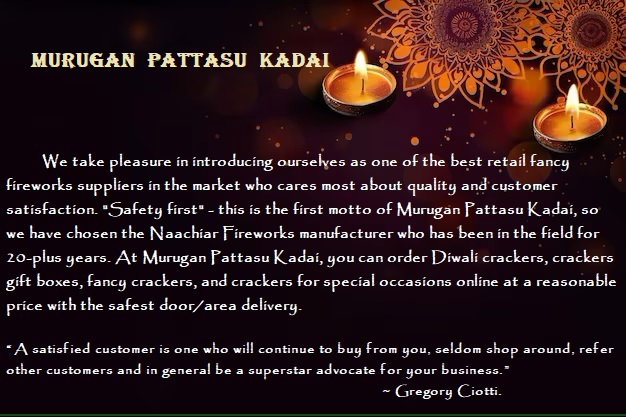 MURUGAN PATTASU KADAI
We take pleasure in introducing ourselves as one of the best retail fancy
fireworks suppliers in the market who cares most about quality and customer
satisfaction. "Safety first" - this is the first motto of Murugan Pattasu Kadai, so
we have chosen the Naachiar Fireworks manufacturer who has been in the field for
20-plus years. At Murugan Pattasu Kadai, you can order Diwali crackers, crackers
gift boxes, fancy crackers, and crackers for special occasions online at a reasonable
price with the safest door/area delivery.
"A satisfied customer is one who will continue to buy from you, seldom shop around, refer
other customers and in general be a superstar advocate for your business."
~ Gregory Ciotti.